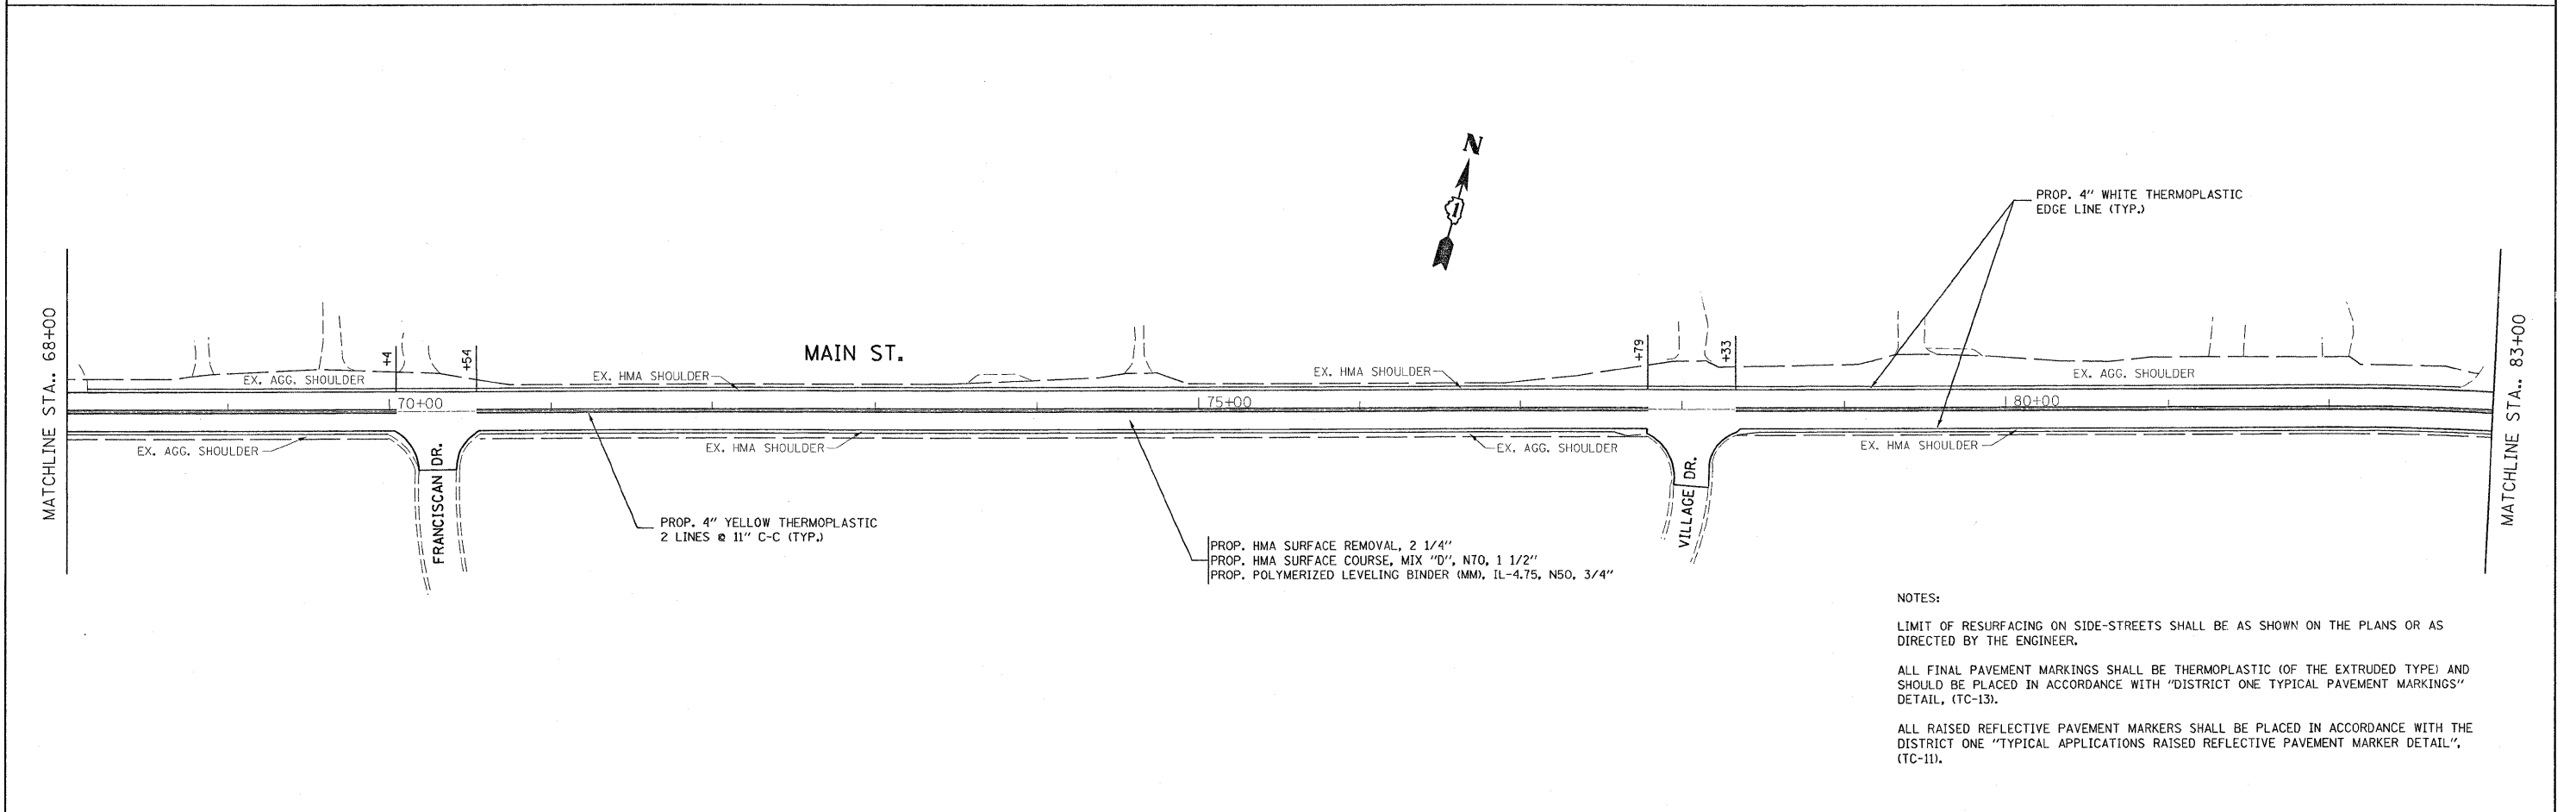 N
1
PROP. 4" WHITE THERMOPLASTIC
EDGE LINE (TYP.)
MATCHLINE STA.. 68+00
MATCHLINE STA.. 83+00
+4
+54
MAIN ST.
+79
+33
EX. AGG. SHOULDER
EX. HMA SHOULDER
EX. HMA SHOULDER
EX. AGG. SHOULDER
70+00
75+00
80+00
EX. AGG. SHOULDER
EX. HMA SHOULDER
EX. AGG. SHOULDER
EX. HMA SHOULDER
FRANCISCAN DR.
VILLAGE DR.
PROP. 4" YELLOW THERMOPLASTIC
2 LINES @ 11" C-C (TYP.)
PROP. HMA SURFACE REMOVAL, 2 1/4"
PROP. HMA SURFACE COURSE, MIX "D", N70, 1 1/2"
PROP. POLYMERIZED LEVELING BINDER (MM), IL-4.75, N50, 3/4"
NOTES:
LIMIT OF RESURFACING ON SIDE-STREETS SHALL BE AS SHOWN ON THE PLANS OR AS
DIRECTED BY THE ENGINEER.
ALL FINAL PAVEMENT MARKINGS SHALL BE THERMOPLASTIC (OF THE EXTRUDED TYPE) AND
SHOULD BE PLACED IN ACCORDANCE WITH "DISTRICT ONE TYPICAL PAVEMENT MARKINGS"
DETAIL, (TC-13).
ALL RAISED REFLECTIVE PAVEMENT MARKERS SHALL BE PLACED IN ACCORDANCE WITH THE
DISTRICT ONE "TYPICAL APPLICATIONS RAISED REFLECTIVE PAVEMENT MARKER DETAIL",
(TC-11).